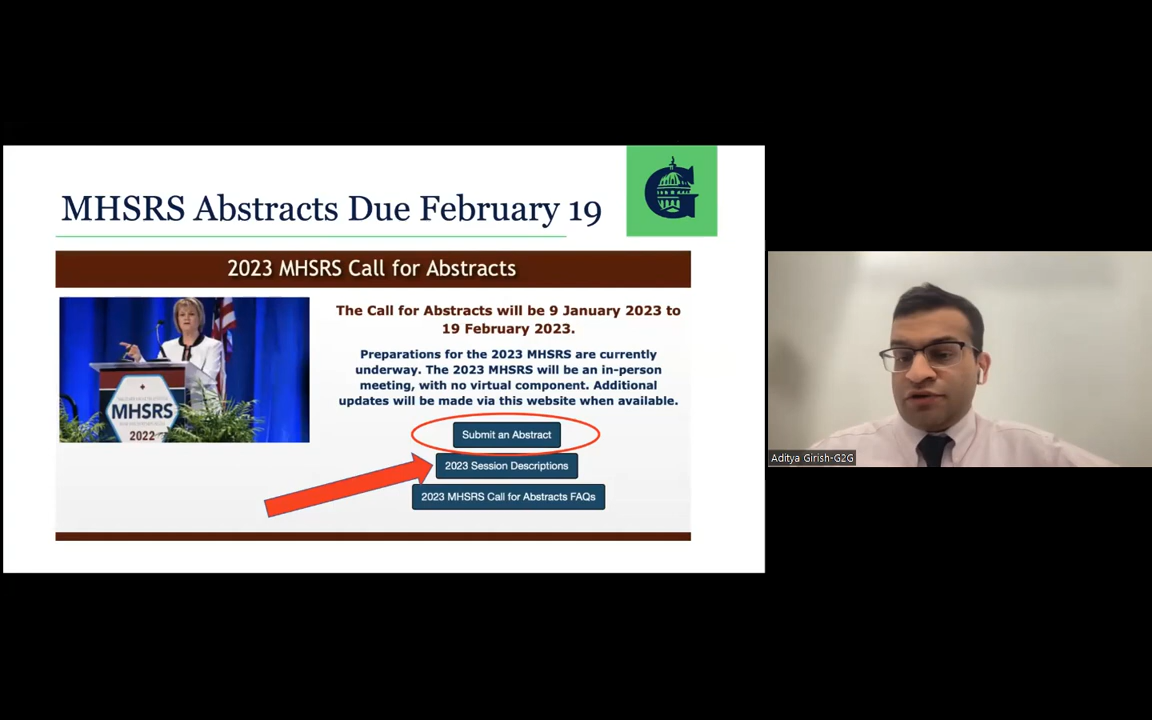 MHSRS Abstracts Due February 19
G
2023 MHSRS Call for Abstracts
The Call for Abstracts will be 9 January 2023 to
19 February 2023.
Preparations for the 2023 MHSRS are currently
underway. The 2023 MHSRS will be an in-person
meeting, with no virtual component. Additional
updates will be made via this website when available.
MHSRS
2022
Submit an Abstract
2023 Session Descriptions
2023 MHSRS Call for Abstracts FAQs
Aditya Girish-G2G